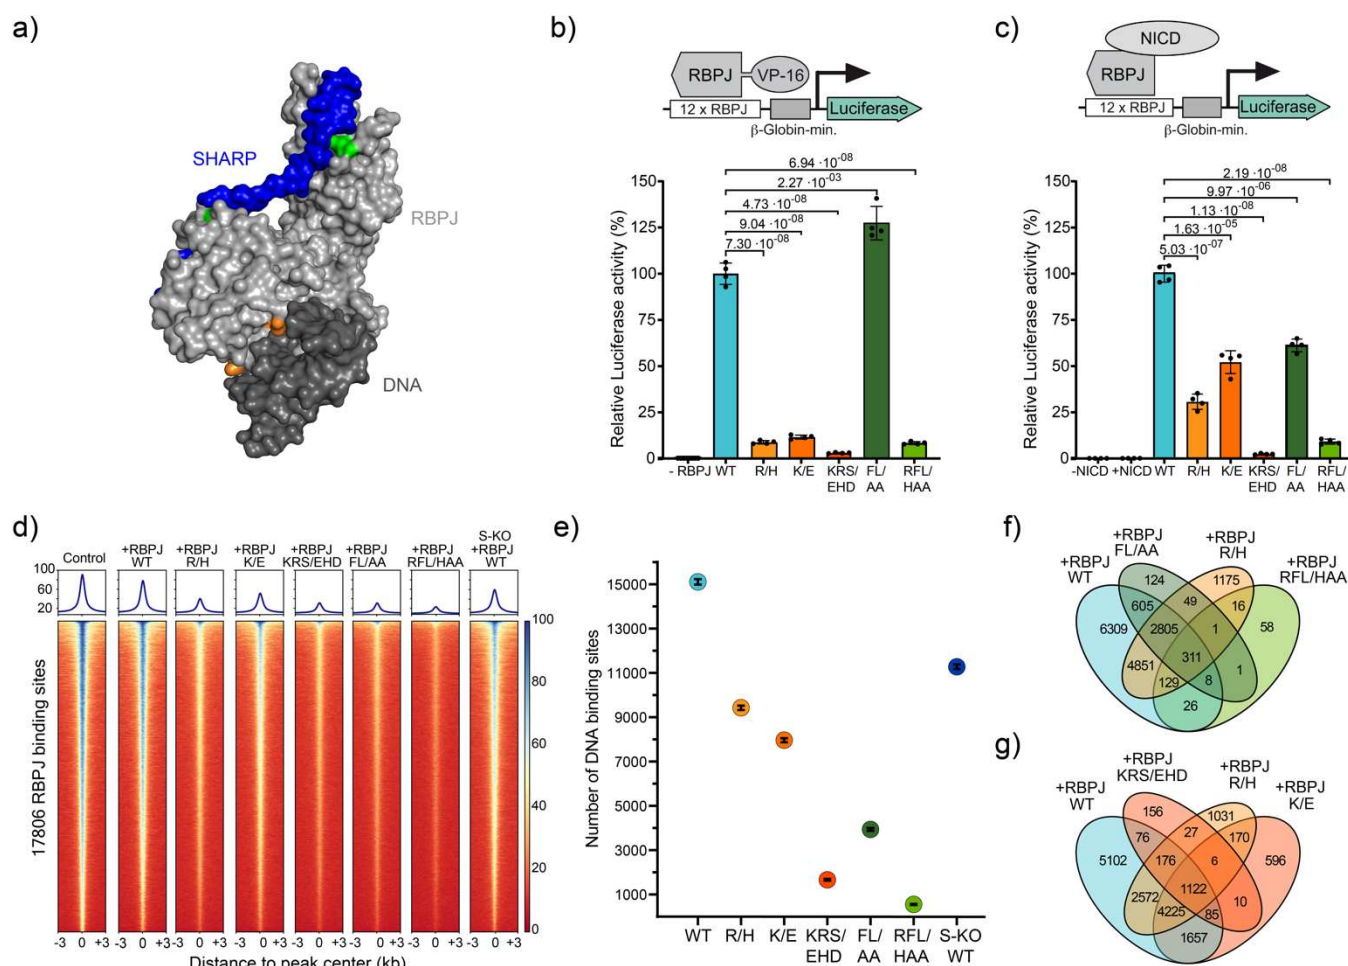 a)
SHARP
RBPJ
DNA
b)
RBPJ
VP-16
12 x RBPJ
Luciferase
β-Globin-min.
6.94 ·10⁻⁰⁸
2.27 ·10⁻⁰³
4.73 ·10⁻⁰⁸
9.04 ·10⁻⁰⁸
7.30 ·10⁻⁰⁸
Relative Luciferase activity (%)
150
125
100
75
50
25
0
- RBPJ WT R/H K/E KRS/EHD FL/AA RFL/HAA
c)
NICD
RBPJ
12 x RBPJ
Luciferase
β-Globin-min.
2.19 ·10⁻⁰⁸
9.97 ·10⁻⁰⁶
1.13 ·10⁻⁰⁸
1.63 ·10⁻⁰⁵
5.03 ·10⁻⁰⁷
Relative Luciferase activity (%)
150
125
100
75
50
25
0
-NICD +NICD WT R/H K/E KRS/EHD FL/AA RFL/HAA
d)
Control
+RBPJ WT
+RBPJ R/H
+RBPJ K/E
+RBPJ KRS/EHD
+RBPJ FL/AA
+RBPJ RFL/HAA
S-KO +RBPJ WT
100
60
20
17806 RBPJ binding sites
100
80
60
40
20
0
-3 0 +3 -3 0 +3 -3 0 +3 -3 0 +3 -3 0 +3 -3 0 +3 -3 0 +3 -3 0 +3
Distance to peak center (kb)
e)
Number of DNA binding sites
15000
13000
11000
9000
7000
5000
3000
1000
WT R/H K/E KRS/EHD FL/AA RFL/HAA S-KO WT
f)
+RBPJ WT
+RBPJ FL/AA
+RBPJ R/H
+RBPJ RFL/HAA
124
1175
605
49
16
6309
2805
1
58
4851
311
129
8
1
26
g)
+RBPJ WT
+RBPJ KRS/EHD
+RBPJ R/H
+RBPJ K/E
156
1031
76
27
170
5102
176
6
596
2572
1122
10
4225
85
1657